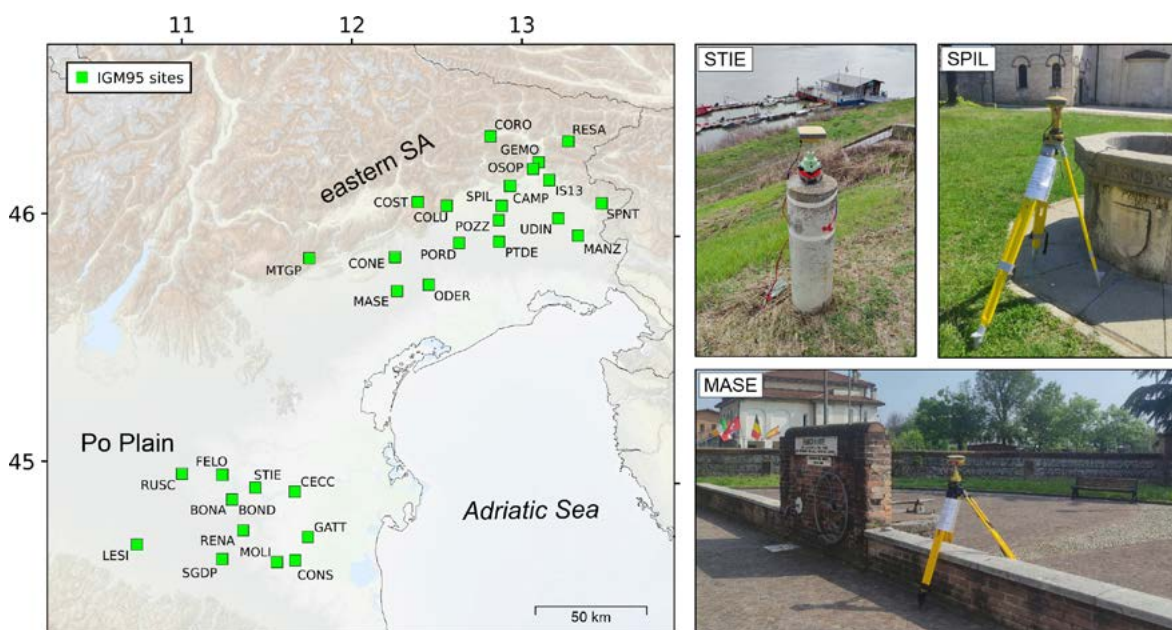 11
12
13
IGM95 sites
46
45
eastern SA
CORO
RESA
GEMO
OSOP
IS13
CAMP
SPIL
COST
COLU
SPNT
POZZ
UDIN
MANZ
PORD
PTDE
CONE
MTGP
MASE
ODER
Po Plain
FELO
RUSC
STIE
CECC
BONA
BOND
GATT
RENA
MOLI
LESI
SGDP
CONS
Adriatic Sea
50 km
STIE
SPIL
MASE